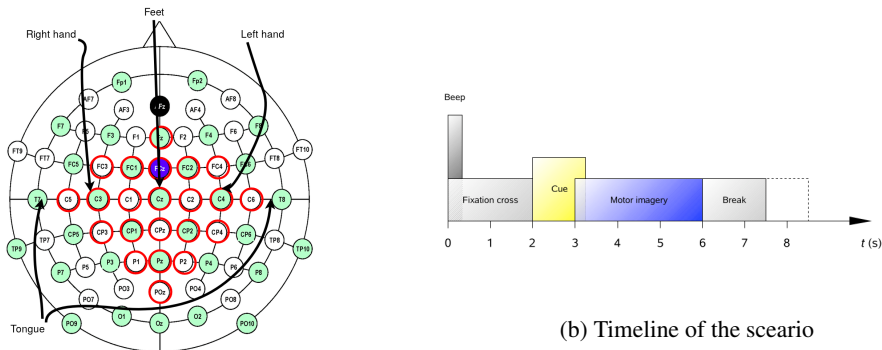 Feet
Right hand
Left hand
Fp1
Fp2
AF7
AF3
AFz
AF4
AF8
F7
F5
F3
F1
Fz
F2
F4
F6
F8
FT9
FT7
FC5
FC3
FC1
FCz
FC2
FC4
FC6
FT8
FT10
T7
C5
C3
C1
Cz
C2
C4
C6
T8
TP9
TP7
CP5
CP3
CP1
CPz
CP2
CP4
CP6
TP8
TP10
P7
P5
P3
P1
Pz
P2
P4
P6
P8
PO9
PO7
PO3
POz
PO4
PO8
PO10
O1
Oz
O2
Tongue
Beep
Fixation cross
Cue
Motor imagery
Break
0 1 2 3 4 5 6 7 8 t (s)
(b) Timeline of the sceario